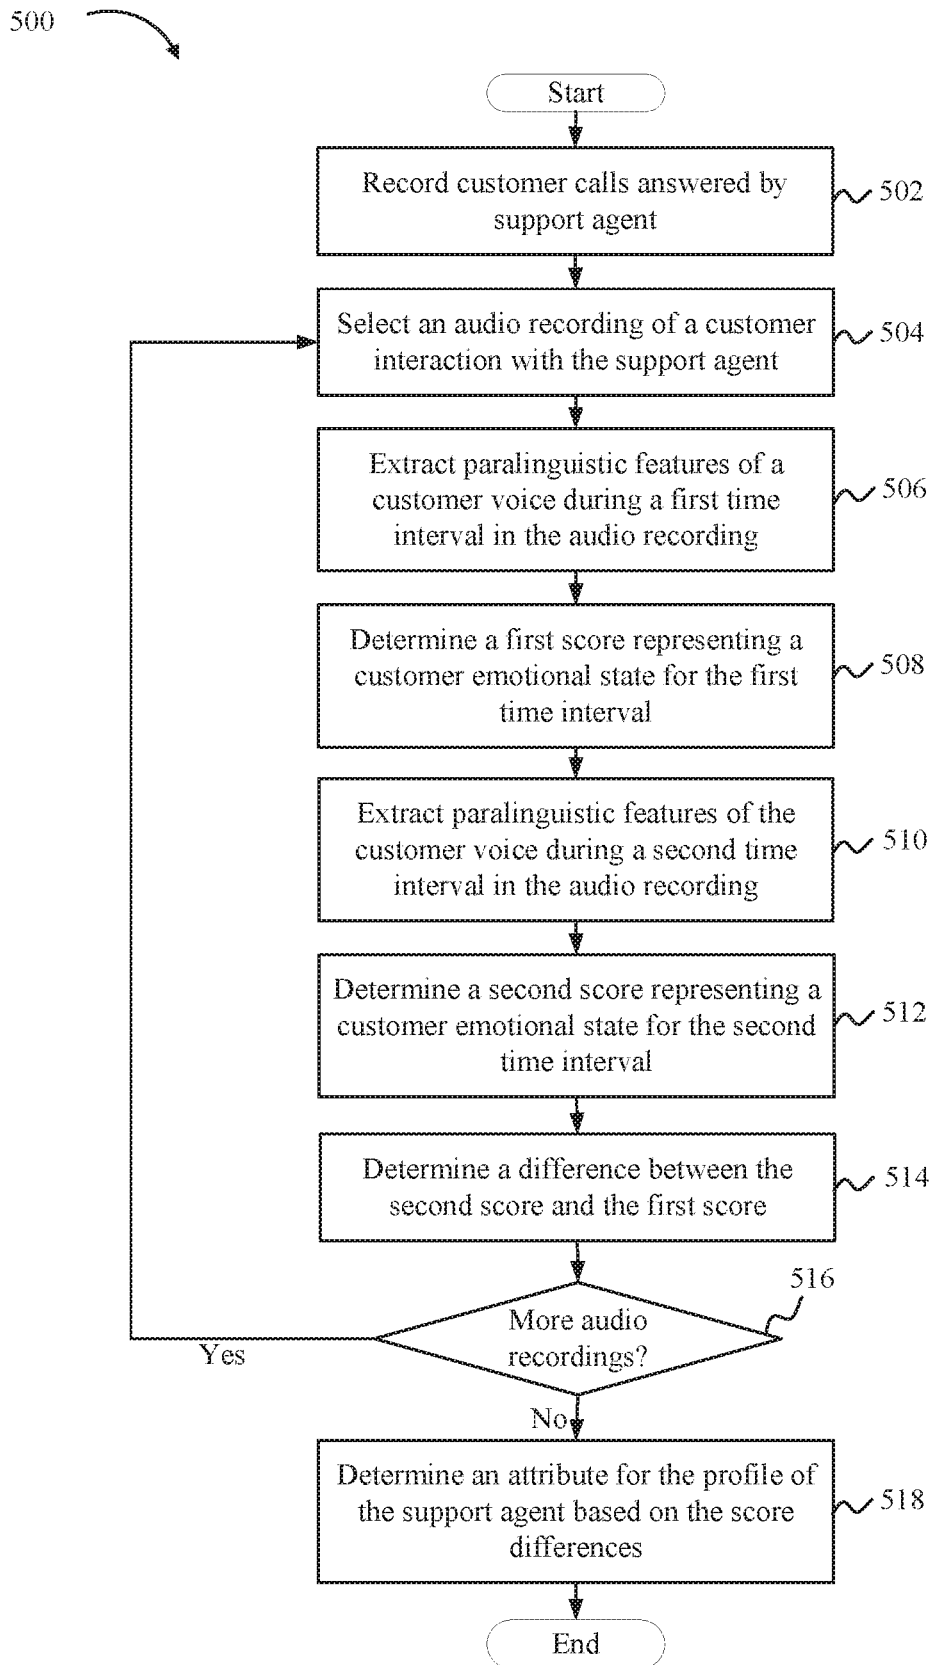 500
Start
Record customer calls answered by
support agent
502
Select an audio recording of a customer
interaction with the support agent
504
Extract paralinguistic features of a
customer voice during a first time
interval in the audio recording
506
Determine a first score representing a
customer emotional state for the first
time interval
508
Extract paralinguistic features of the
customer voice during a second time
interval in the audio recording
510
Determine a second score representing a
customer emotional state for the second
time interval
512
Determine a difference between the
second score and the first score
514
516
More audio
recordings?
Yes
No
Determine an attribute for the profile of
the support agent based on the score
differences
518
End